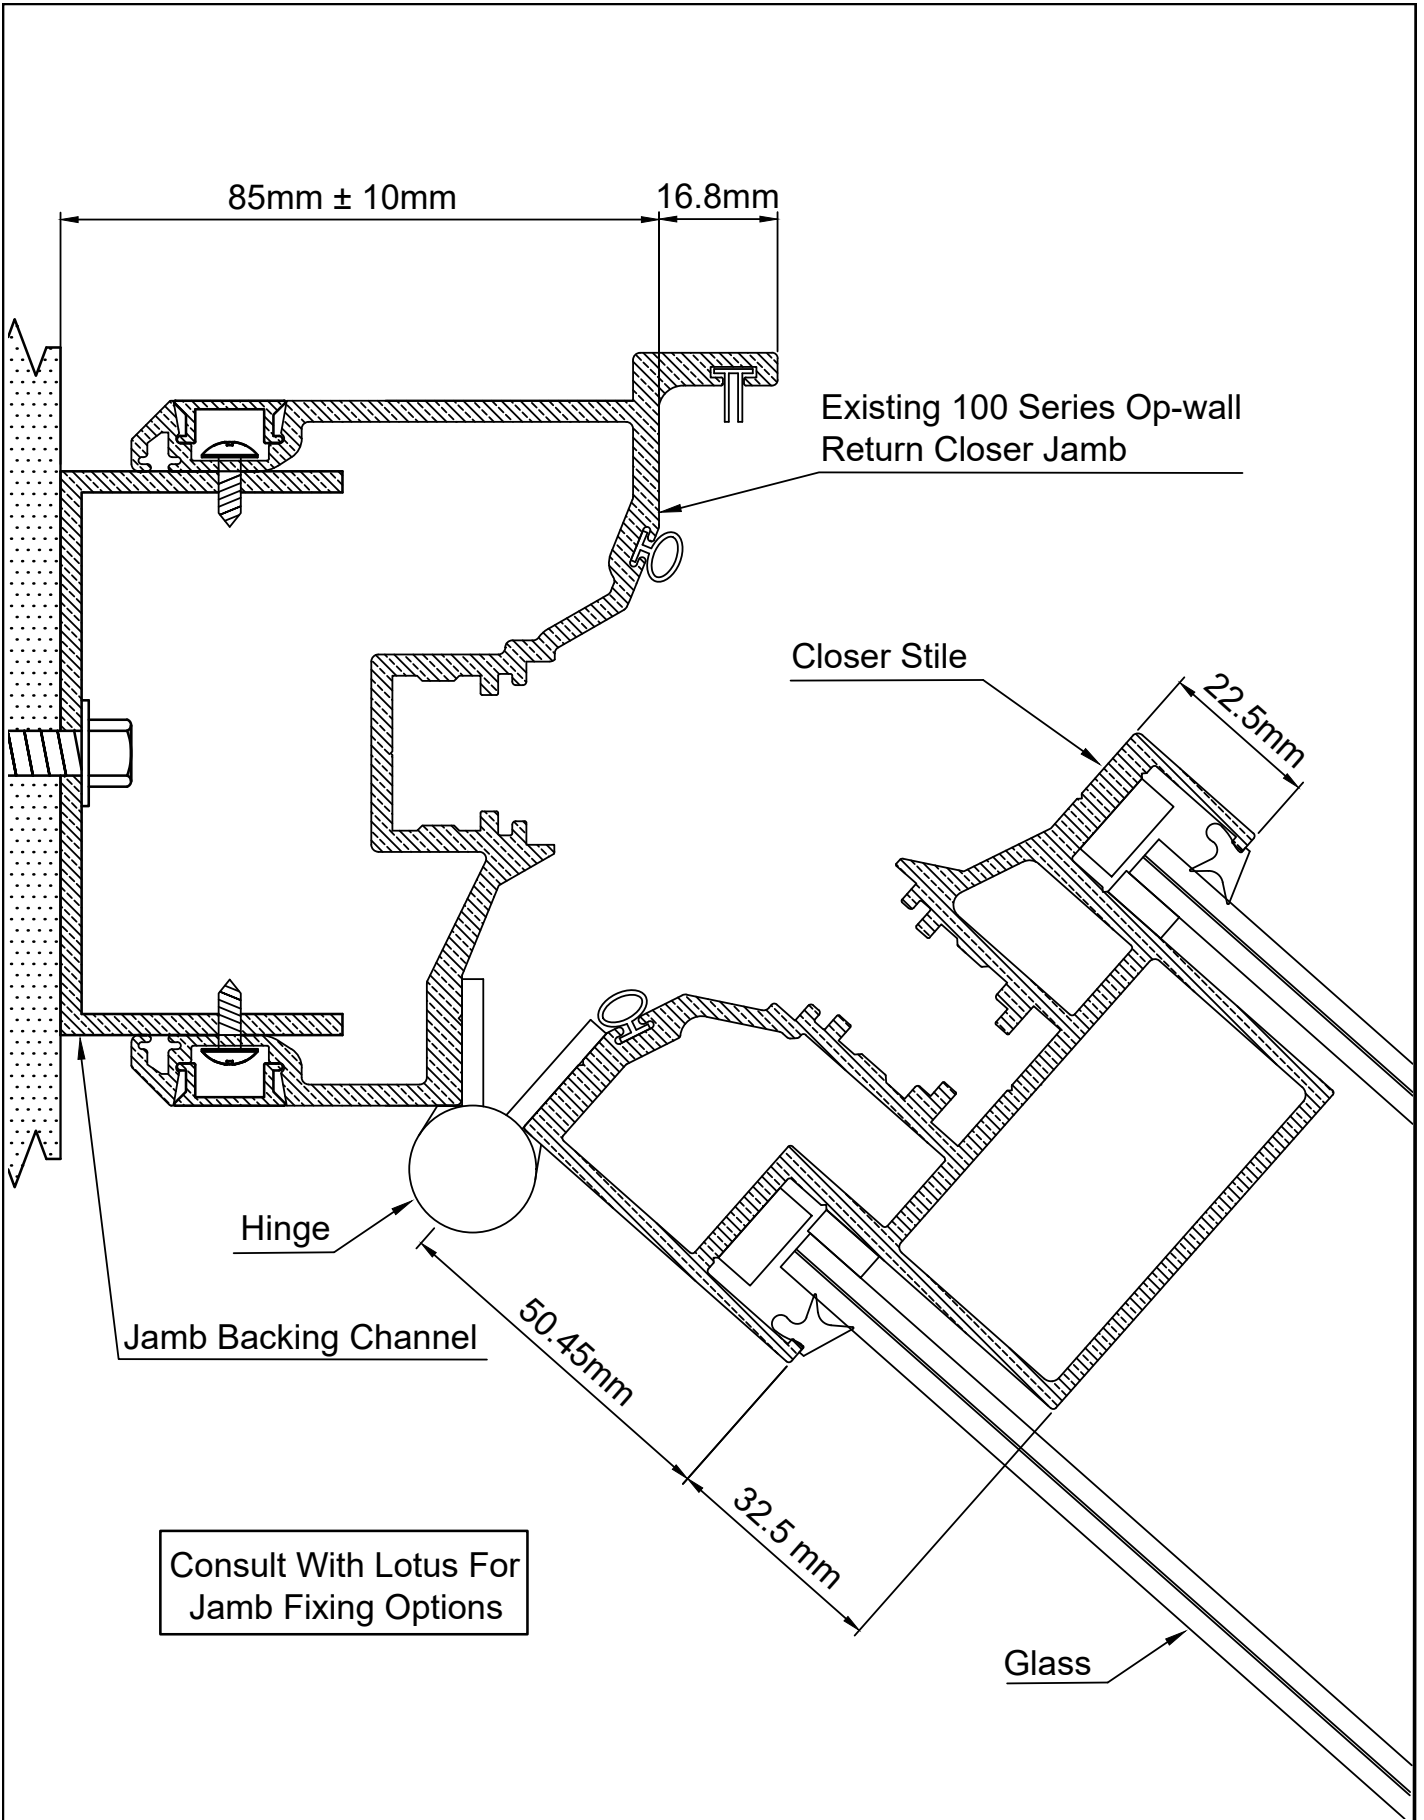 85mm ± 10mm
16.8mm
Existing 100 Series Op-wall
Return Closer Jamb
Closer Stile
22.5mm
Hinge
Jamb Backing Channel
50.45mm
32.5 mm
Consult With Lotus For
Jamb Fixing Options
Glass